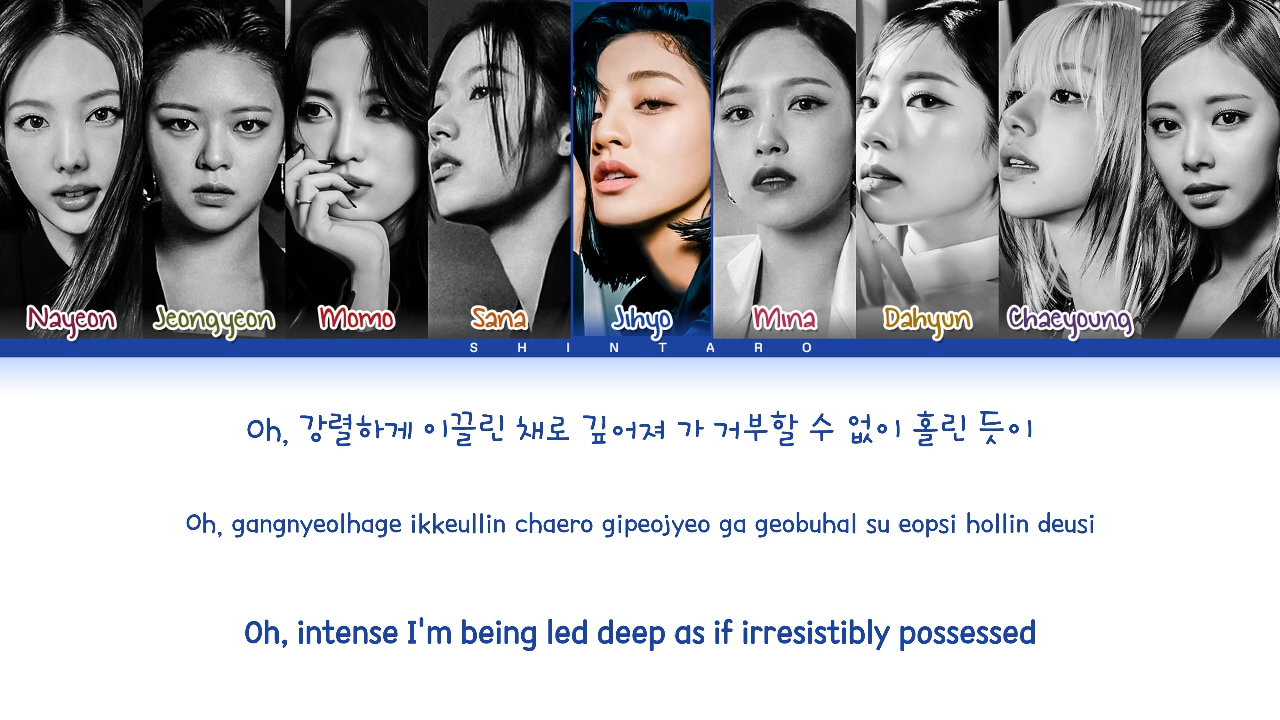 Nayeon Jeongyeon Momo Sana Jihyo Mina Dahyun Chaeyoung
SHINTARO
Oh, 강렬하게 이끌린 채로 깊어져 가 거부할 수 없이 홀린 듯이
Oh, gangnyeolhage ikkeullin chaero gipeojyeo ga geobuhal su eopsi hollin deusi
Oh, intense I'm being led deep as if irresistibly possessed